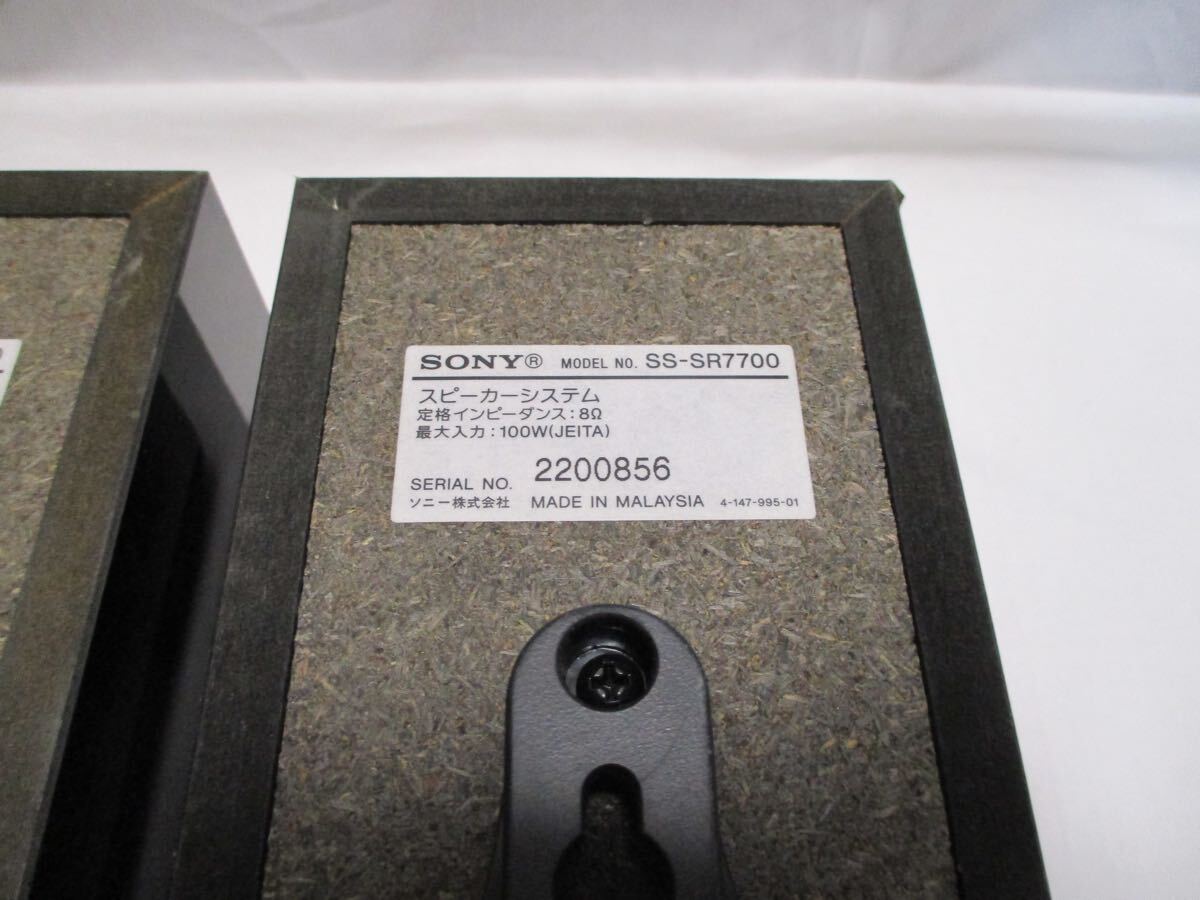 SONY® MODEL NO. SS-SR7700
スピーカーシステム
定格インピーダンス：8Ω
最大入力：100W(JEITA)
SERIAL NO. 2200856
ソニー株式会社 MADE IN MALAYSIA 4-147-995-01